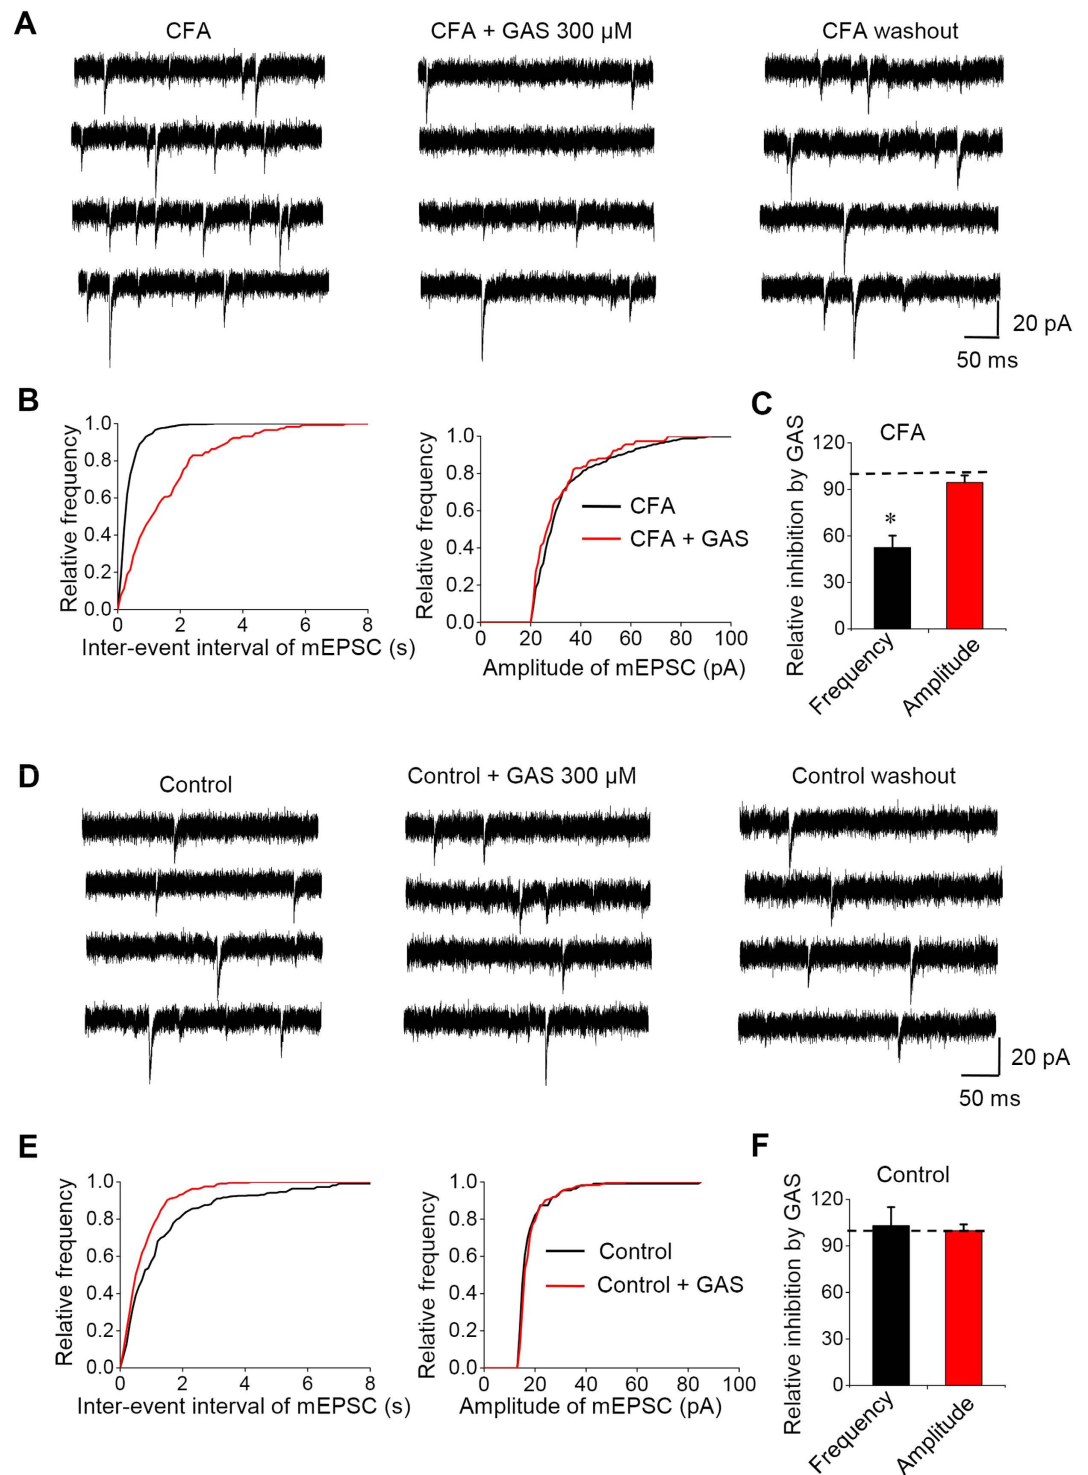 A
CFA
CFA + GAS 300 µM
CFA washout
20 pA
50 ms
B
Relative frequency
1.0
0.8
0.6
0.4
0.2
0.0
0
2
4
6
8
Inter-event interval of mEPSC (s)
Relative frequency
1.0
0.8
0.6
0.4
0.2
0.0
0
20
40
60
80
100
Amplitude of mEPSC (pA)
CFA
CFA + GAS
C
CFA
Relative inhibition by GAS
120
90
60
30
0
*
Frequency
Amplitude
D
Control
Control + GAS 300 µM
Control washout
20 pA
50 ms
E
Relative frequency
1.0
0.8
0.6
0.4
0.2
0.0
0
2
4
6
8
Inter-event interval of mEPSC (s)
Relative frequency
1.0
0.8
0.6
0.4
0.2
0.0
0
20
40
60
80
100
Amplitude of mEPSC (pA)
Control
Control + GAS
F
Control
Relative inhibition by GAS
120
90
60
30
0
Frequency
Amplitude